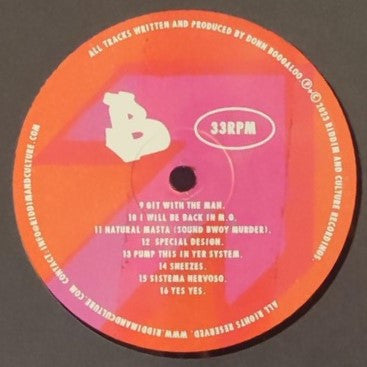 ALL TRACKS WRITTEN AND PRODUCED BY DONN BOOGALOO. ℗+© 2023 RIDDIM AND CULTURE RECORDINGS.
B
33RPM
9 GIT WITH THE MAN.
10 I WILL BE BACK IN M.O.
11 NATURAL MASTA (SOUND BWOY MURDER).
12 SPECIAL DESIGN.
13 PUMP THIS IN YER SYSTEM.
14 SNEEZES.
15 SISTEMA NERVOSO.
16 YES YES.
ALL RIGHTS RESERVED. WWW.RIDDIMANDCULTURE.COM CONTACT INFO@RIDDIMANDCULTURE.COM